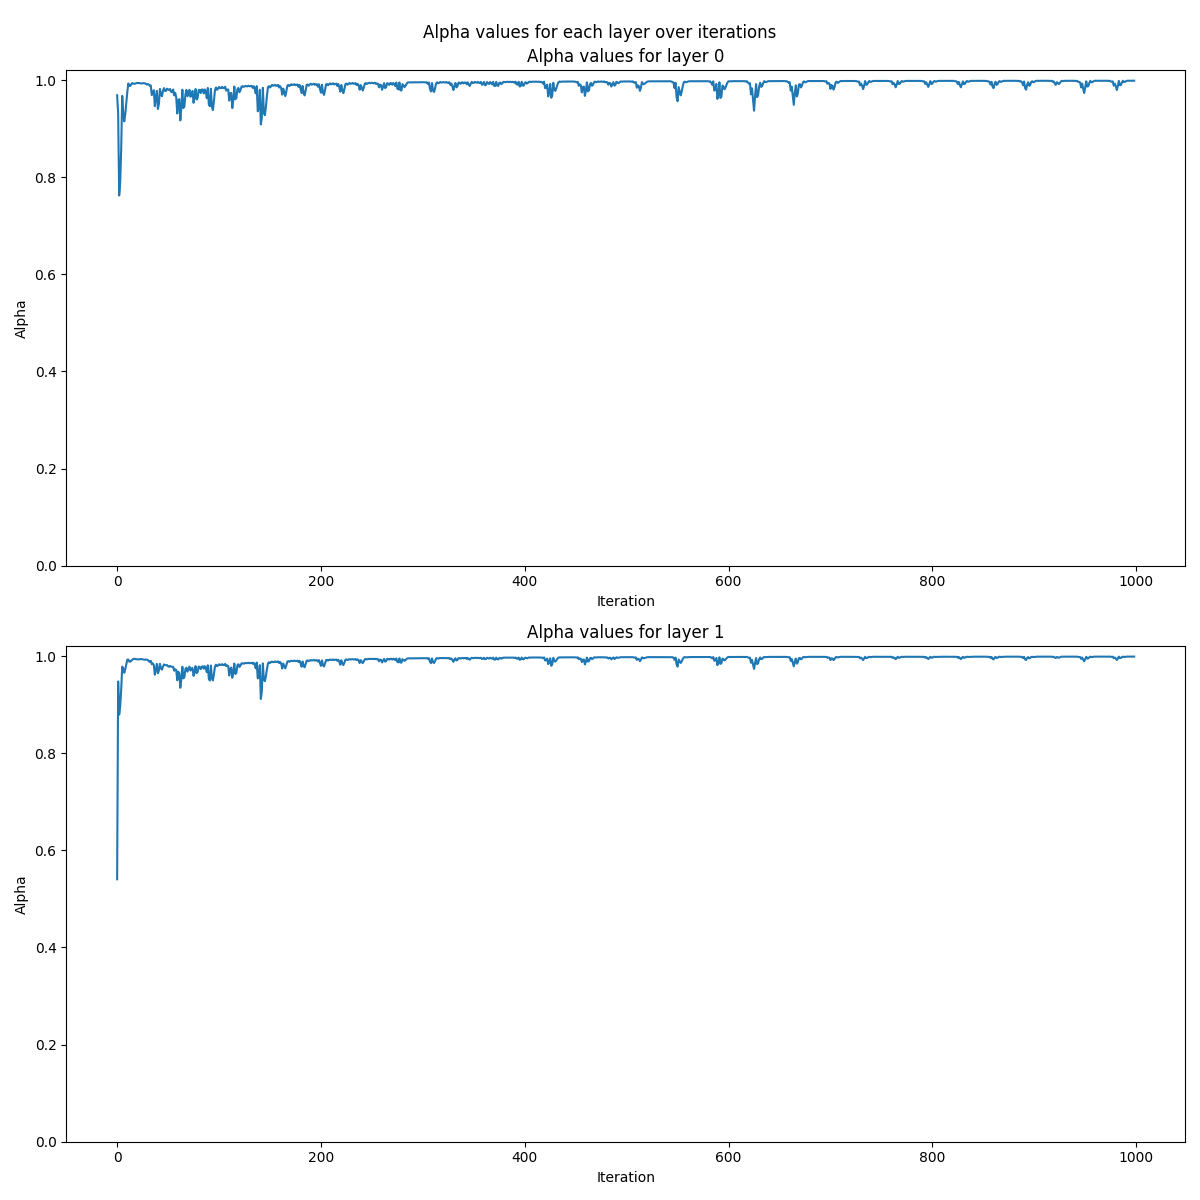 Alpha values for each layer over iterations
Alpha values for layer 0
1.0
0.8
0.6
Alpha
0.4
0.2
0.0
0 200 400 600 800 1000
Iteration
Alpha values for layer 1
1.0
0.8
0.6
Alpha
0.4
0.2
0.0
0 200 400 600 800 1000
Iteration